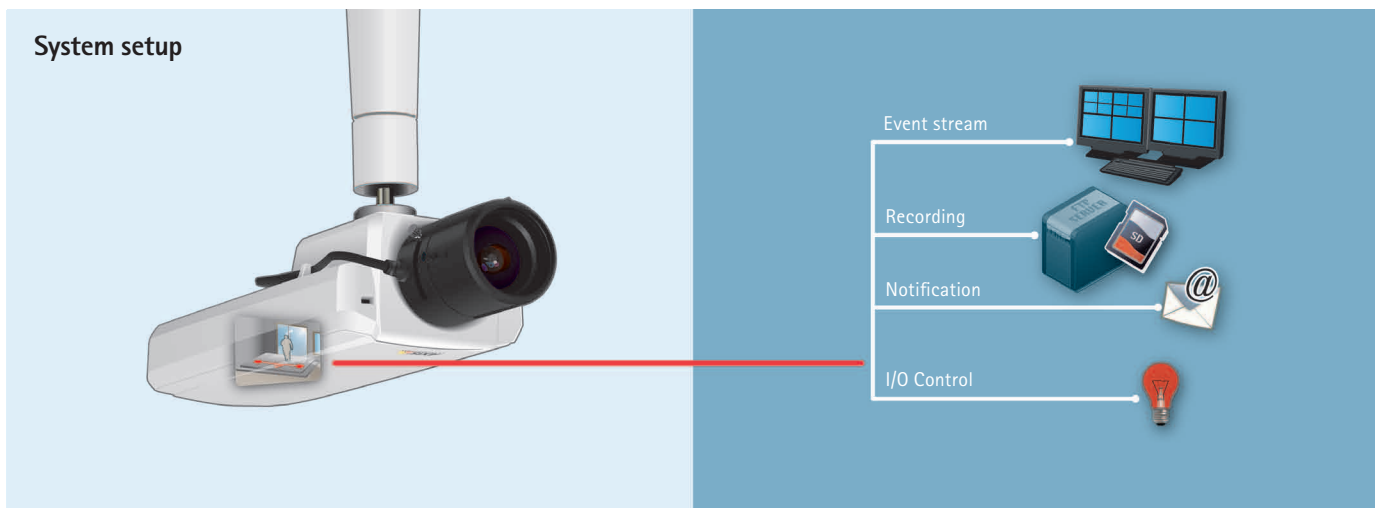 System setup
Event stream
Recording
FTP
SERVER
SD
Notification
@
I/O Control